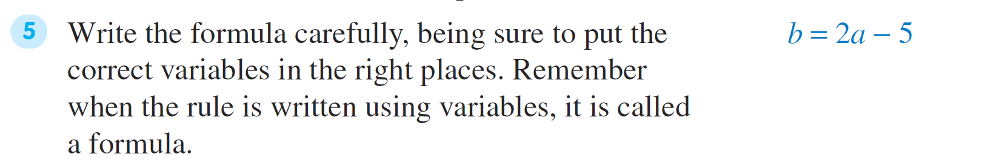 5 Write the formula carefully, being sure to put the b = 2a – 5
correct variables in the right places. Remember
when the rule is written using variables, it is called
a formula.